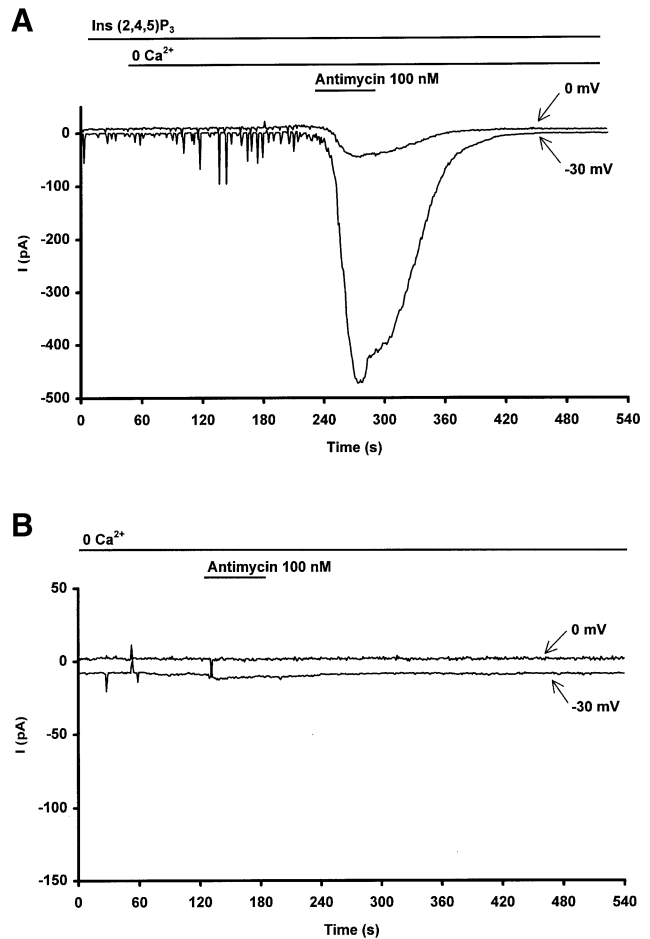 A
Ins (2,4,5)P₃
0 Ca²⁺
Antimycin 100 nM
0 mV
-30 mV
I (pA)
0
-100
-200
-300
-400
-500
0 60 120 180 240 300 360 420 480 540
Time (s)
B
0 Ca²⁺
Antimycin 100 nM
0 mV
-30 mV
I (pA)
50
0
-50
-100
-150
0 60 120 180 240 300 360 420 480 540
Time (s)